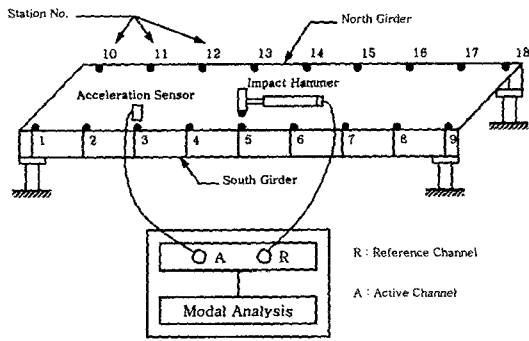 Station No.
North Girder
10 11 12 13 14 15 16 17 18
Impact Hammer
Acceleration Sensor
1 2 3 4 5 6 7 8 9
South Girder
A R
R : Reference Channel
Modal Analysis
A : Active Channel